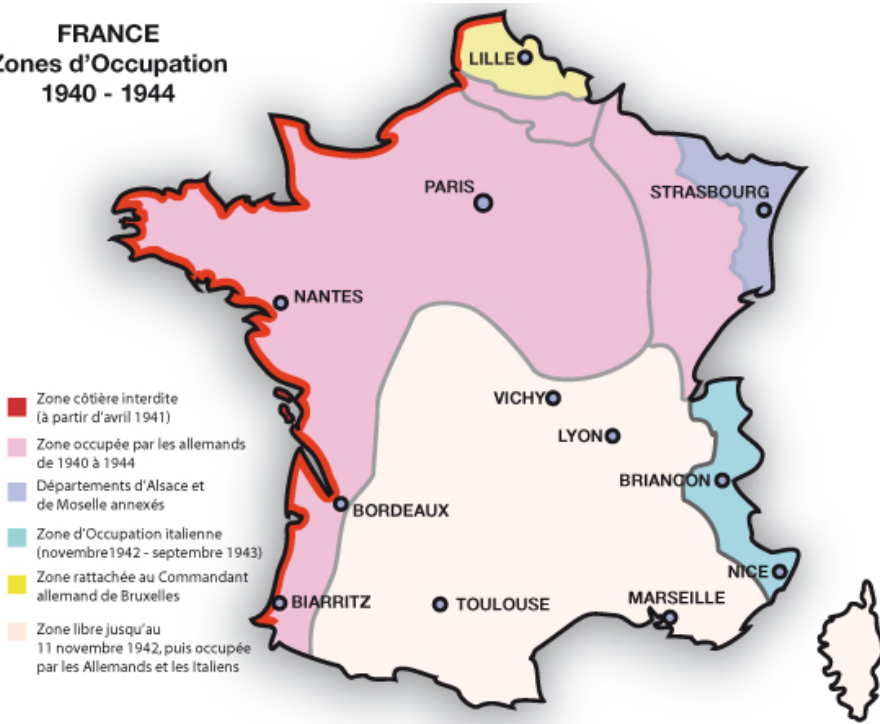 FRANCE
Zones d'Occupation
1940 - 1944
LILLE
PARIS
STRASBOURG
NANTES
VICHY
LYON
BRIANCON
BORDEAUX
NICE
BIARRITZ
TOULOUSE
MARSEILLE
Zone côtière interdite
(à partir d'avril 1941)
Zone occupée par les allemands
de 1940 à 1944
Départements d'Alsace et
de Moselle annexés
Zone d'Occupation italienne
(novembre1942 - septembre 1943)
Zone rattachée au Commandant
allemand de Bruxelles
Zone libre jusqu'au
11 novembre 1942, puis occupée
par les Allemands et les Italiens